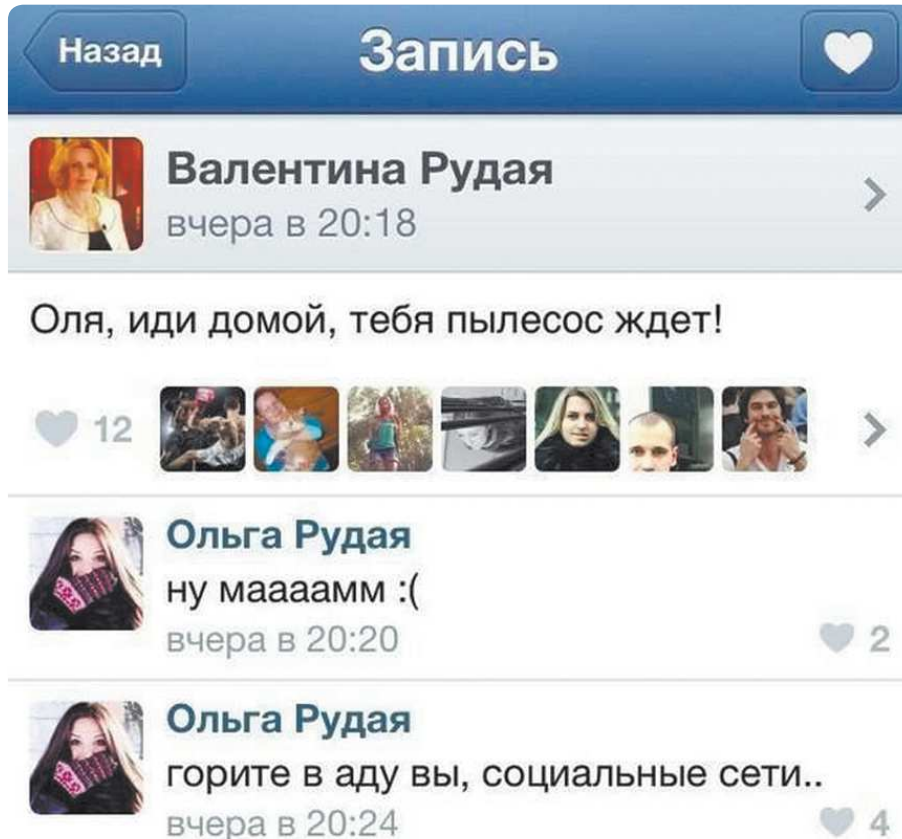 Назад
Запись
Валентина Рудая
вчера в 20:18
Оля, иди домой, тебя пылесос ждет!
12
Ольга Рудая
ну маааамм :(
вчера в 20:20
2
Ольга Рудая
горите в аду вы, социальные сети..
вчера в 20:24
4